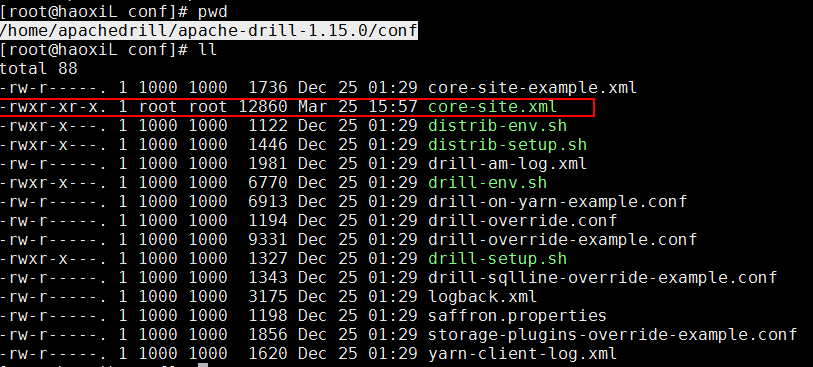 [root@haoxiL conf]# pwd
/home/apachedrill/apache-drill-1.15.0/conf
[root@haoxiL conf]# ll
total 88
-rw-r-----. 1 1000 1000  1736 Dec 25 01:29 core-site-example.xml
-rwxr-xr-x. 1 root root 12860 Mar 25 15:57 core-site.xml
-rwxr-x---. 1 1000 1000  1122 Dec 25 01:29 distrib-env.sh
-rwxr-x---. 1 1000 1000  1446 Dec 25 01:29 distrib-setup.sh
-rw-r-----. 1 1000 1000  1981 Dec 25 01:29 drill-am-log.xml
-rwxr-x---. 1 1000 1000  6770 Dec 25 01:29 drill-env.sh
-rw-r-----. 1 1000 1000  6913 Dec 25 01:29 drill-on-yarn-example.conf
-rw-r-----. 1 1000 1000  1194 Dec 25 01:29 drill-override.conf
-rw-r-----. 1 1000 1000  9331 Dec 25 01:29 drill-override-example.conf
-rwxr-x---. 1 1000 1000  1327 Dec 25 01:29 drill-setup.sh
-rw-r-----. 1 1000 1000  1343 Dec 25 01:29 drill-sqlline-override-example.conf
-rw-r-----. 1 1000 1000  3175 Dec 25 01:29 logback.xml
-rw-r-----. 1 1000 1000  1198 Dec 25 01:29 saffron.properties
-rw-r-----. 1 1000 1000  1856 Dec 25 01:29 storage-plugins-override-example.conf
-rw-r-----. 1 1000 1000  1620 Dec 25 01:29 yarn-client-log.xml